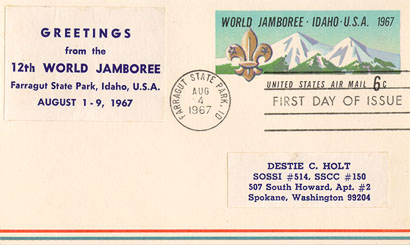 GREETINGS
from the
12th WORLD JAMBOREE
Farragut State Park, Idaho, U.S.A.
AUGUST 1-9, 1967
WORLD JAMBOREE · IDAHO · U.S.A. 1967
UNITED STATES AIR MAIL 6c
FARRAGUT STATE PARK, ID
AUG
4
1967
FIRST DAY OF ISSUE
DESTIE C. HOLT
SOSSI #514, SSCC #150
507 South Howard, Apt. #2
Spokane, Washington 99204